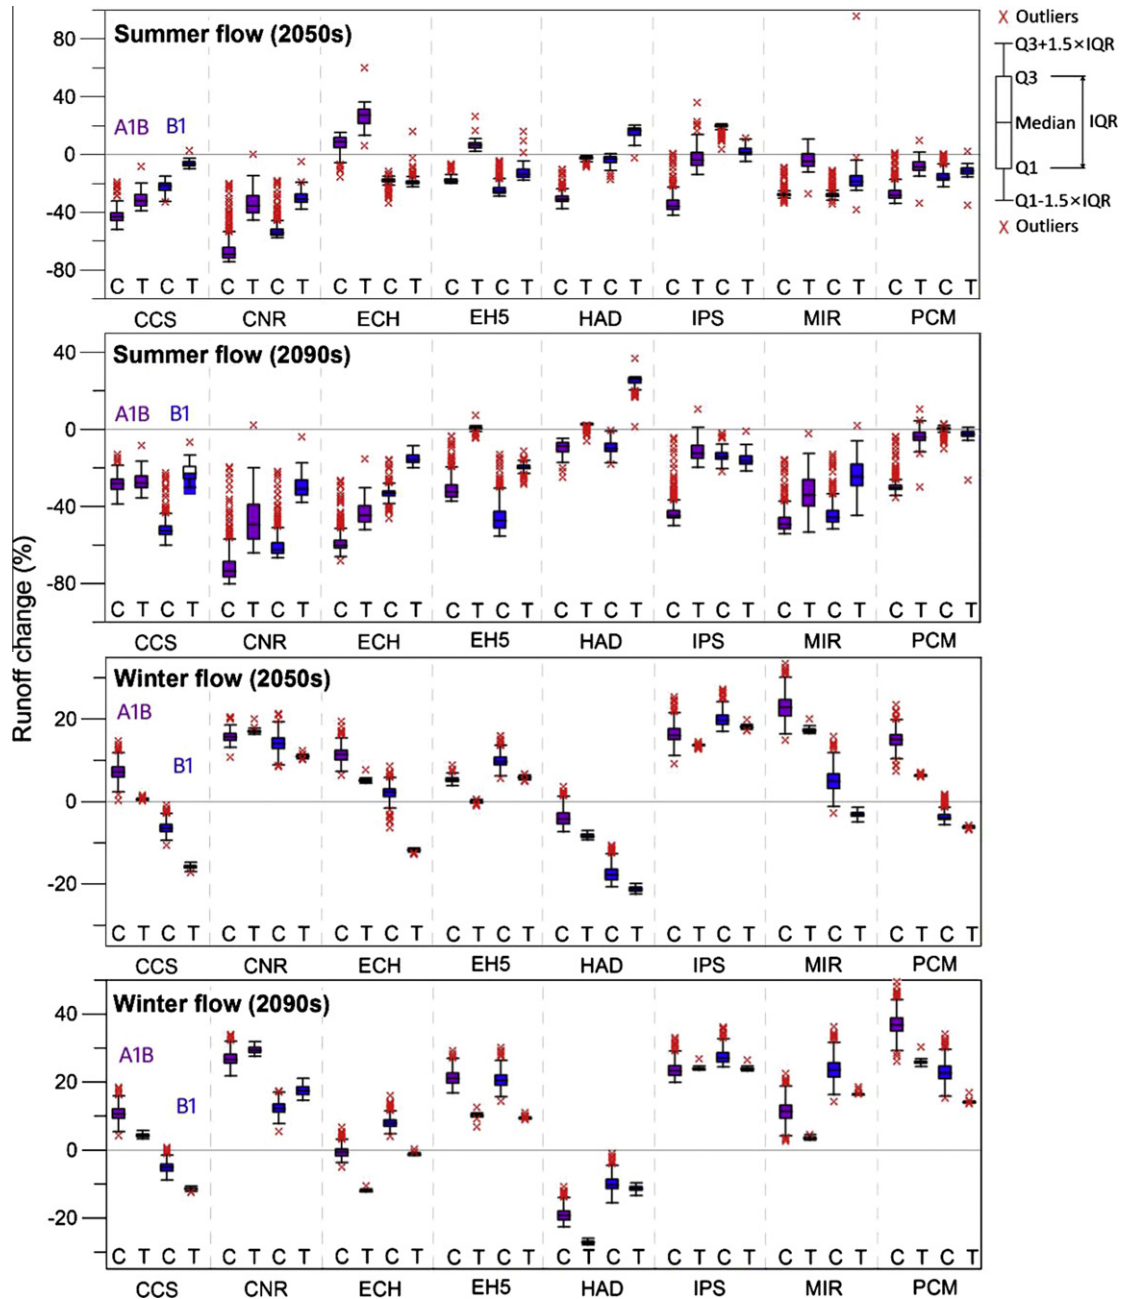 Runoff change (%)
Summer flow (2050s)
A1B B1
80
40
0
-40
-80
C T C T C T C T C T C T C T C T C T C T C T C T C T C T C T C T
CCS CNR ECH EH5 HAD IPS MIR PCM
X Outliers
Q3+1.5×IQR
Q3
IQR
Median
Q1
Q1-1.5×IQR
X Outliers
Summer flow (2090s)
A1B B1
40
0
-40
-80
C T C T C T C T C T C T C T C T C T C T C T C T C T C T C T C T
CCS CNR ECH EH5 HAD IPS MIR PCM
Winter flow (2050s)
A1B
B1
20
0
-20
C T C T C T C T C T C T C T C T C T C T C T C T C T C T C T C T
CCS CNR ECH EH5 HAD IPS MIR PCM
Winter flow (2090s)
A1B
B1
40
20
0
-20
C T C T C T C T C T C T C T C T C T C T C T C T C T C T C T C T
CCS CNR ECH EH5 HAD IPS MIR PCM